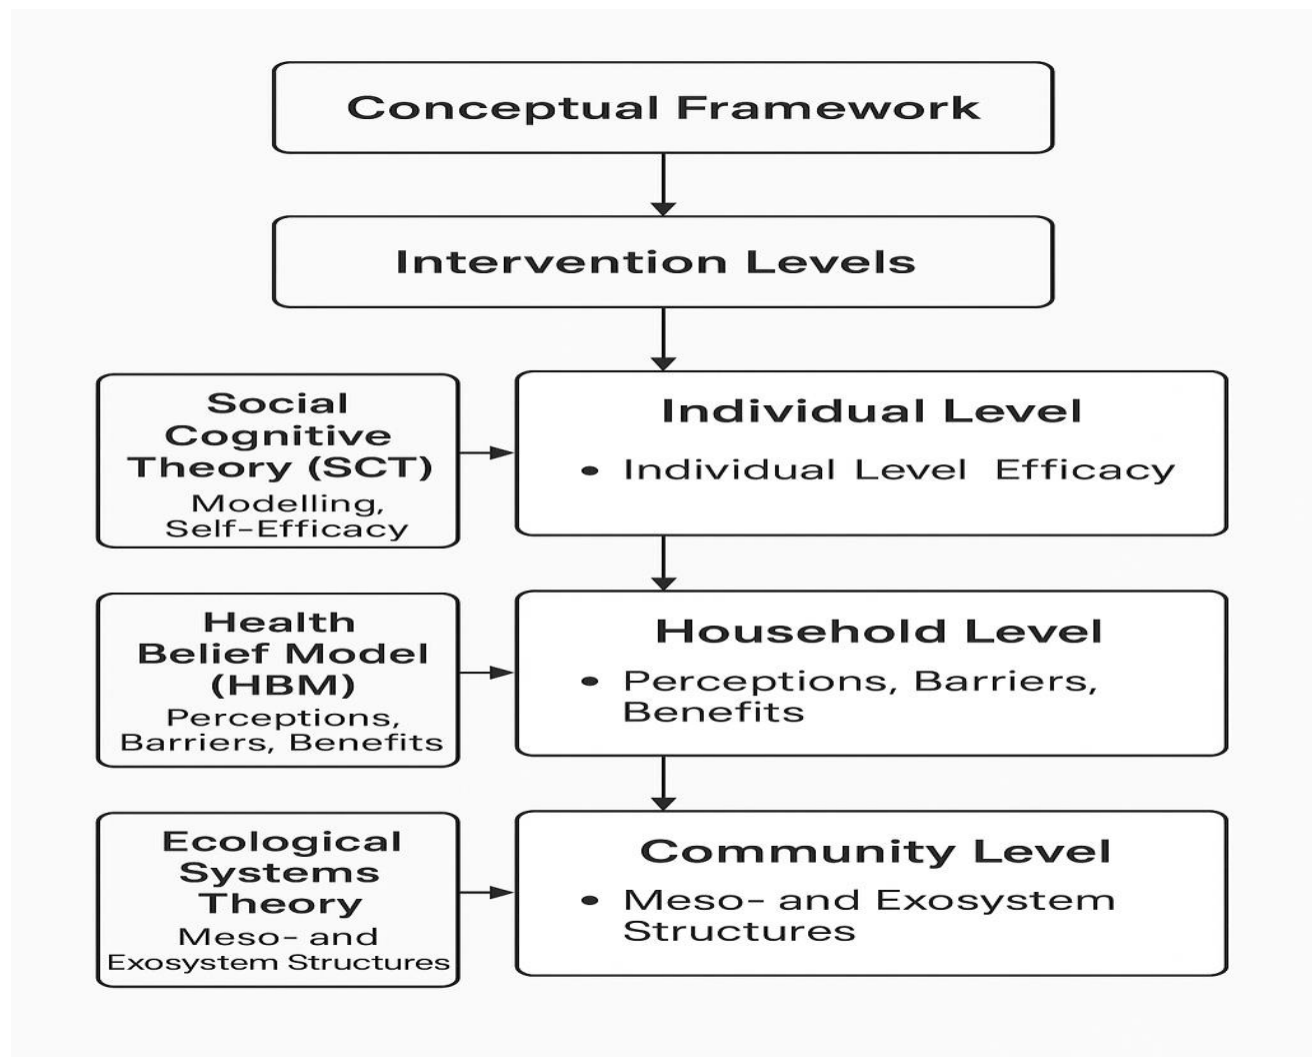 Conceptual Framework
Intervention Levels
Social
Cognitive
Theory (SCT)
Modelling,
Self-Efficacy
Individual Level
• Individual Level Efficacy
Health
Belief Model
(HBM)
Perceptions,
Barriers, Benefits
Household Level
• Perceptions, Barriers,
Benefits
Ecological
Systems
Theory
Meso- and
Exosystem Structures
Community Level
• Meso- and Exosystem
Structures